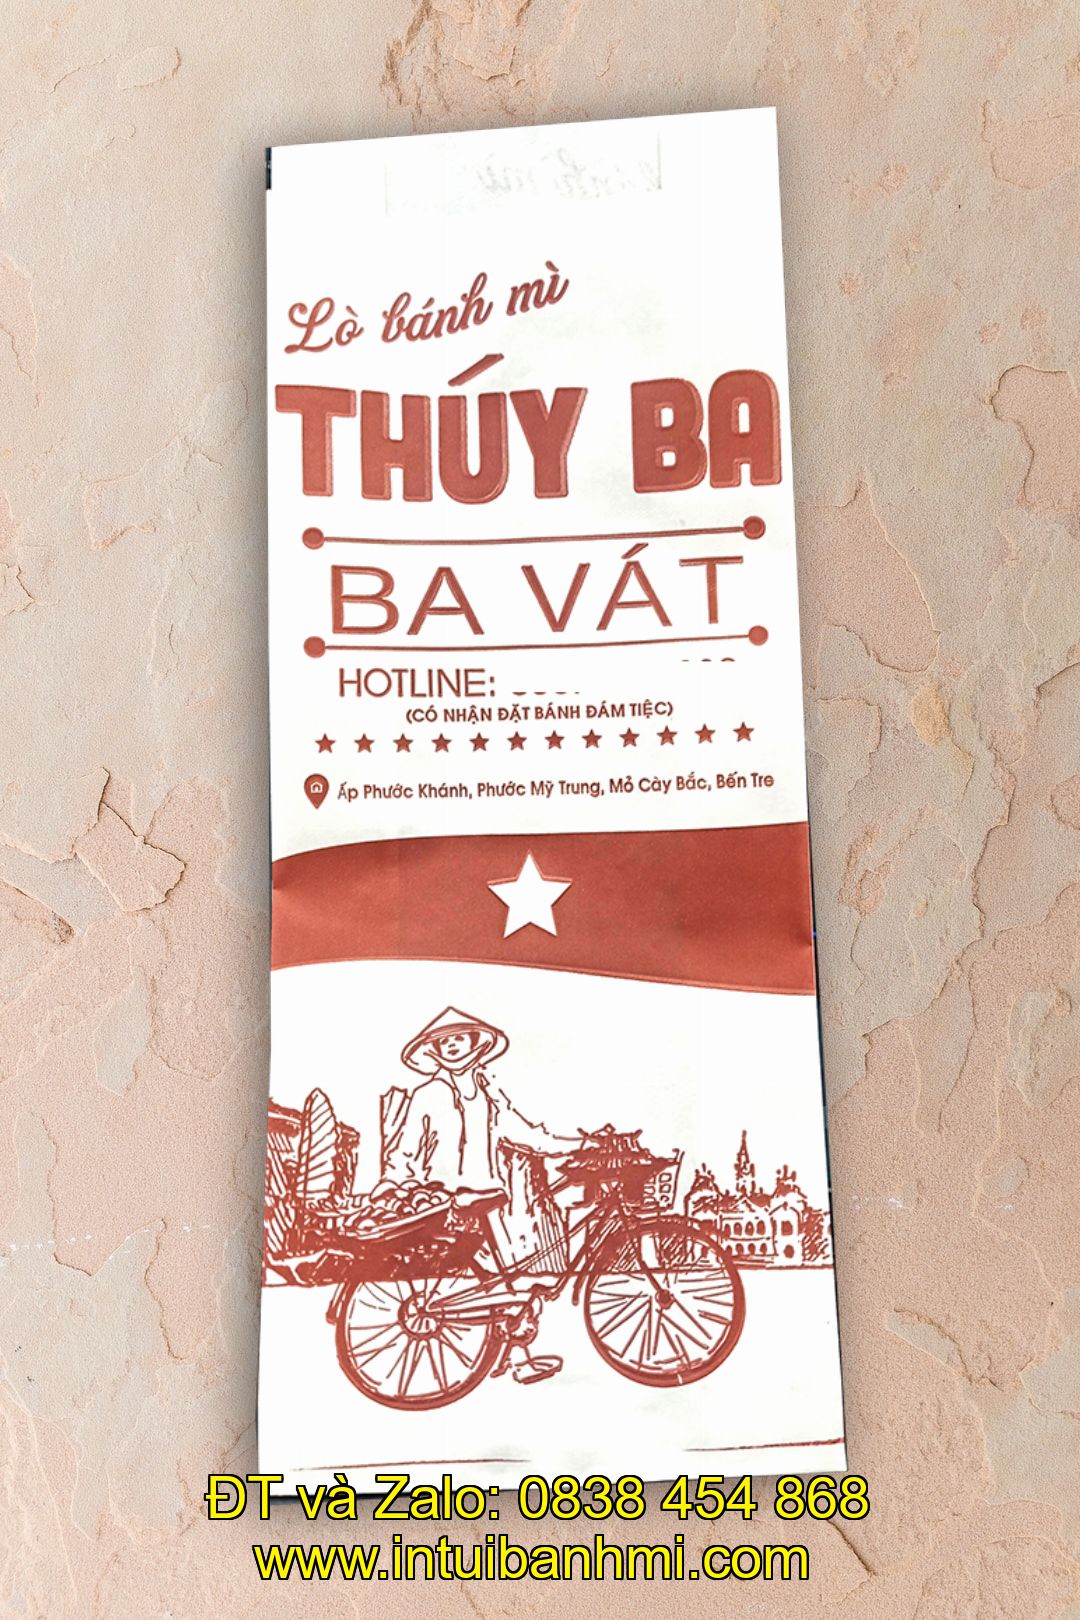 Lò bánh mì
THÚY BA
BA VÁT
HOTLINE:
(CÓ NHẬN ĐẶT BÁNH ĐÁM TIỆC)
Ấp Phước Khánh, Phước Mỹ Trung, Mỏ Cày Bắc, Bến Tre
ĐT và Zalo: 0838 454 868
www.intuibanhmi.com